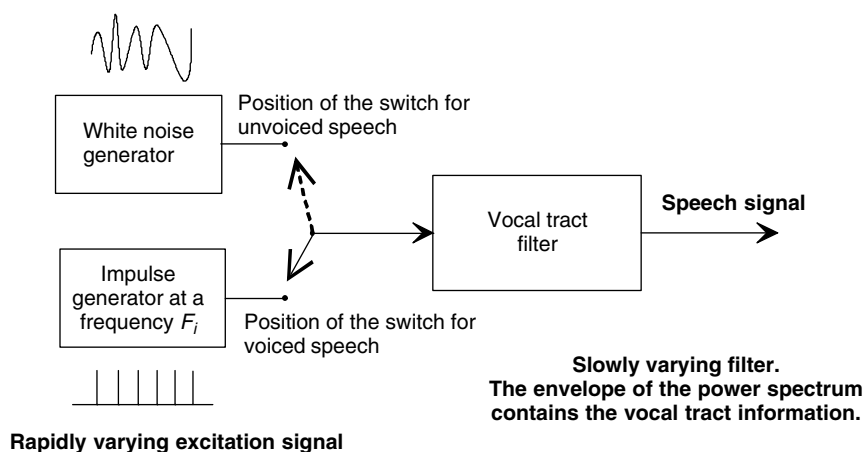 White noise
generator
Position of the switch for
unvoiced speech
Vocal tract
filter
Speech signal
Impulse
generator at a
frequency Fi
Position of the switch for
voiced speech
Slowly varying filter.
The envelope of the power spectrum
contains the vocal tract information.
Rapidly varying excitation signal